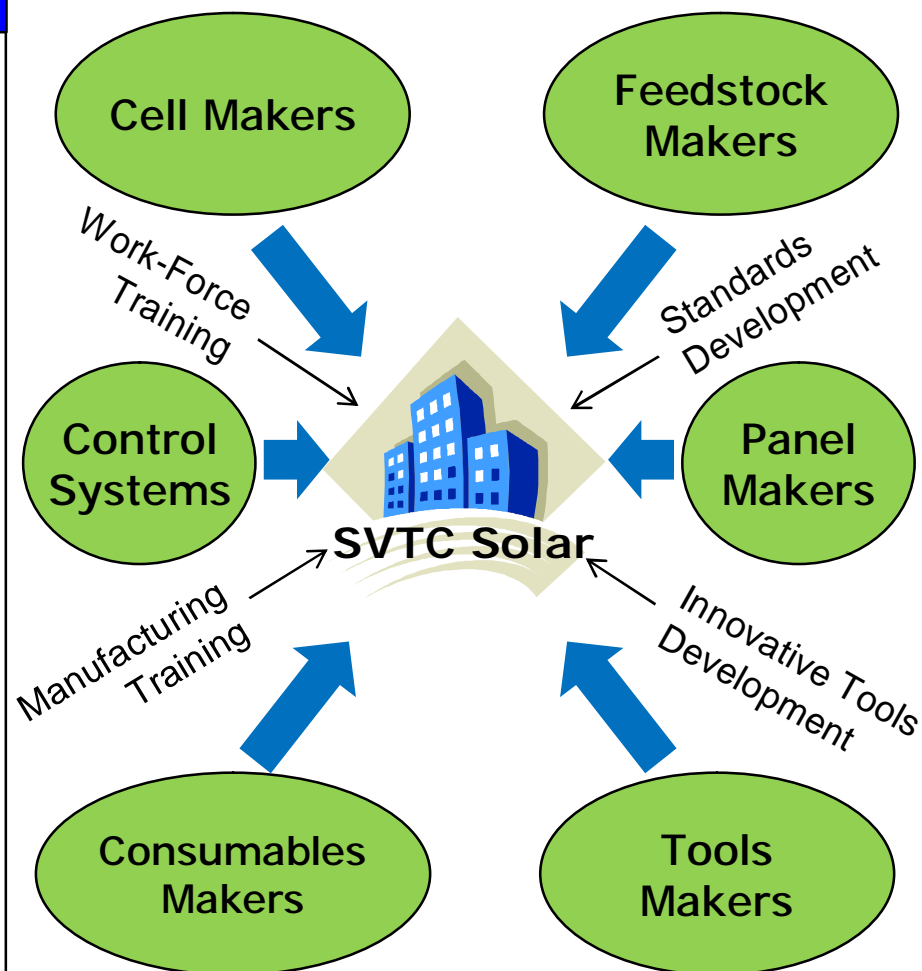 Cell Makers
Feedstock
Makers
Work-Force
Training
Standards
Development
Control
Systems
Panel
Makers
SVTC Solar
Manufacturing
Training
Innovative Tools
Development
Consumables
Makers
Tools
Makers